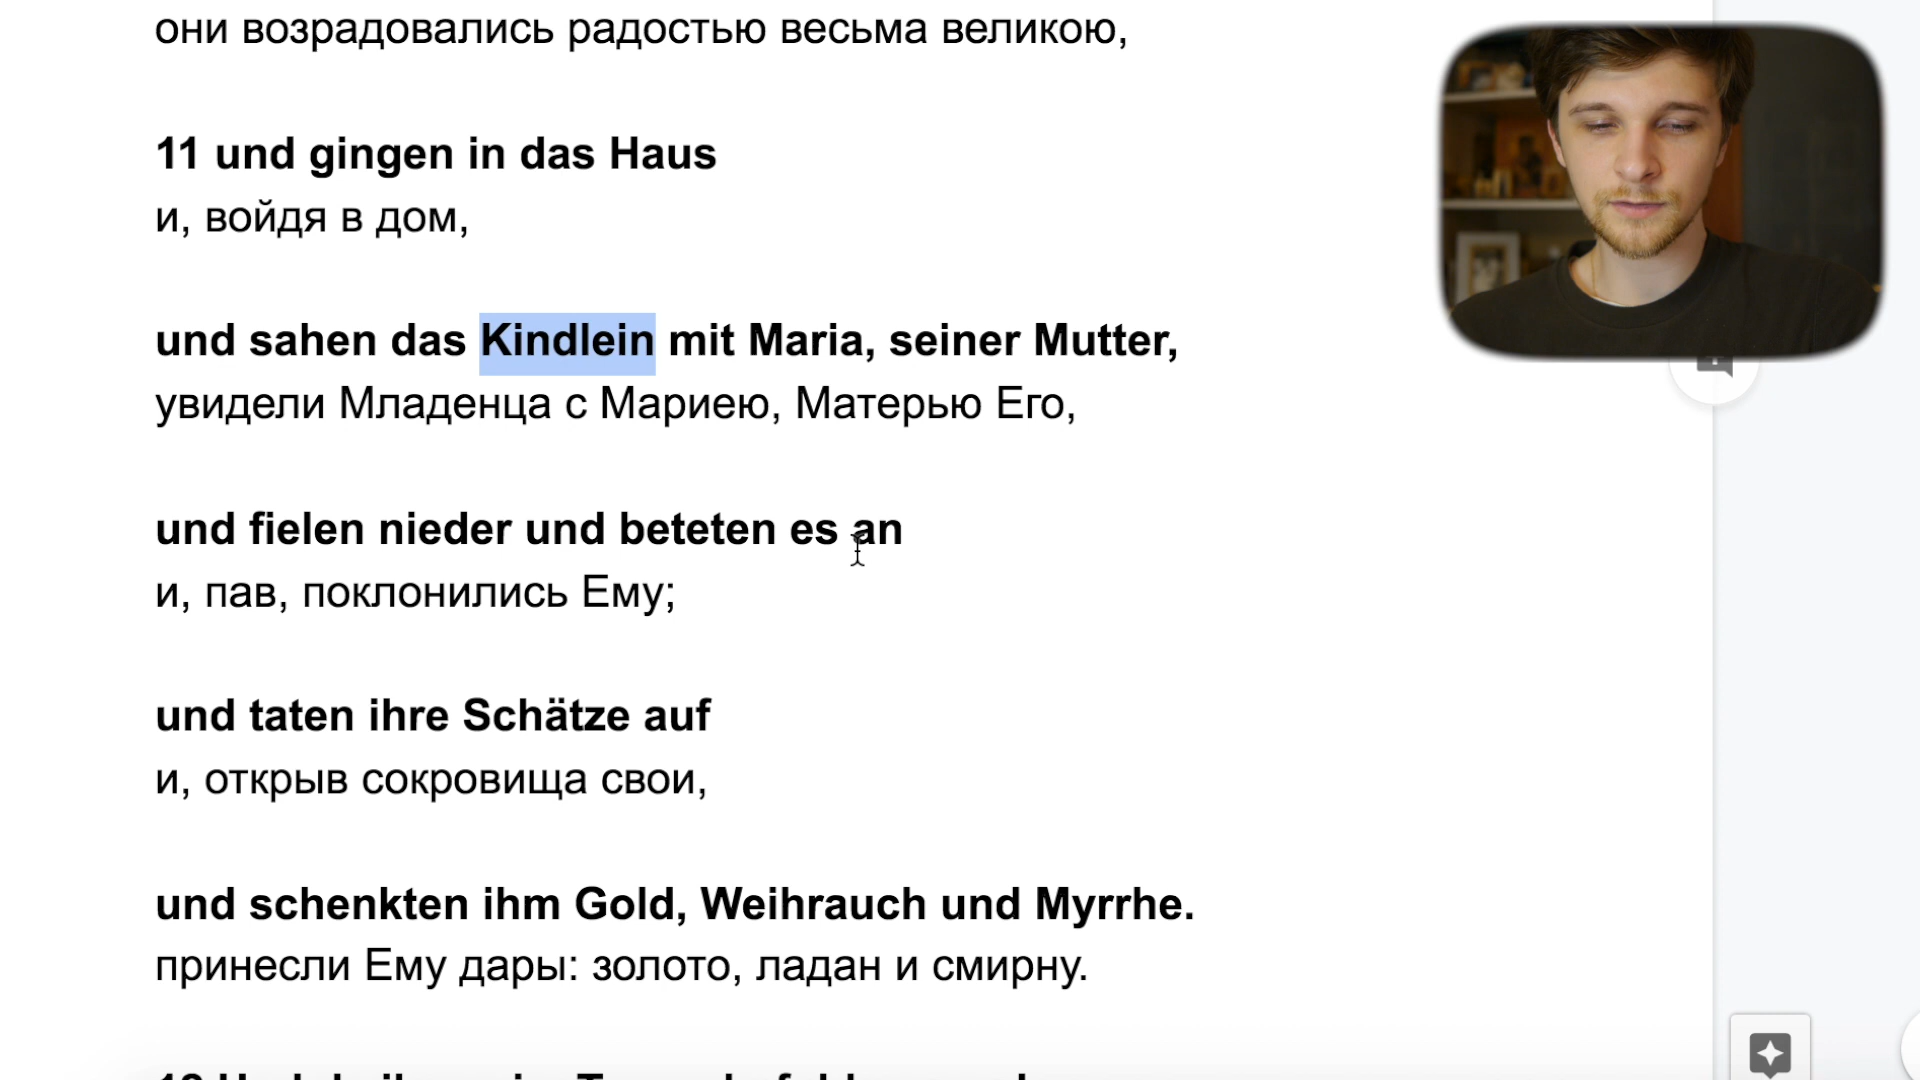 они возрадовались радостью весьма великою,
11 und gingen in das Haus
и, войдя в дом,
und sahen das Kindlein mit Maria, seiner Mutter,
увидели Младенца с Мариею, Матерью Его,
und fielen nieder und beteten es an
и, пав, поклонились Ему;
und taten ihre Schätze auf
и, открыв сокровища свои,
und schenkten ihm Gold, Weihrauch und Myrrhe.
принесли Ему дары: золото, ладан и смирну.